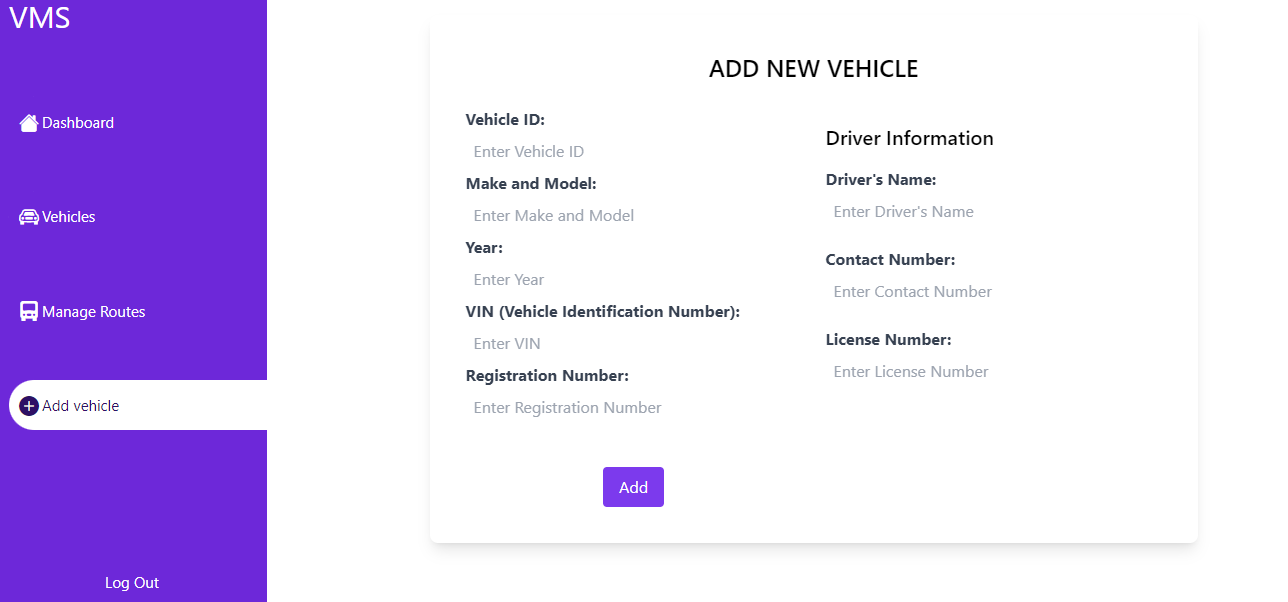 VMS
Dashboard
Vehicles
Manage Routes
Add vehicle
Log Out
ADD NEW VEHICLE
Vehicle ID:
Enter Vehicle ID
Make and Model:
Enter Make and Model
Year:
Enter Year
VIN (Vehicle Identification Number):
Enter VIN
Registration Number:
Enter Registration Number
Driver Information
Driver's Name:
Enter Driver's Name
Contact Number:
Enter Contact Number
License Number:
Enter License Number
Add